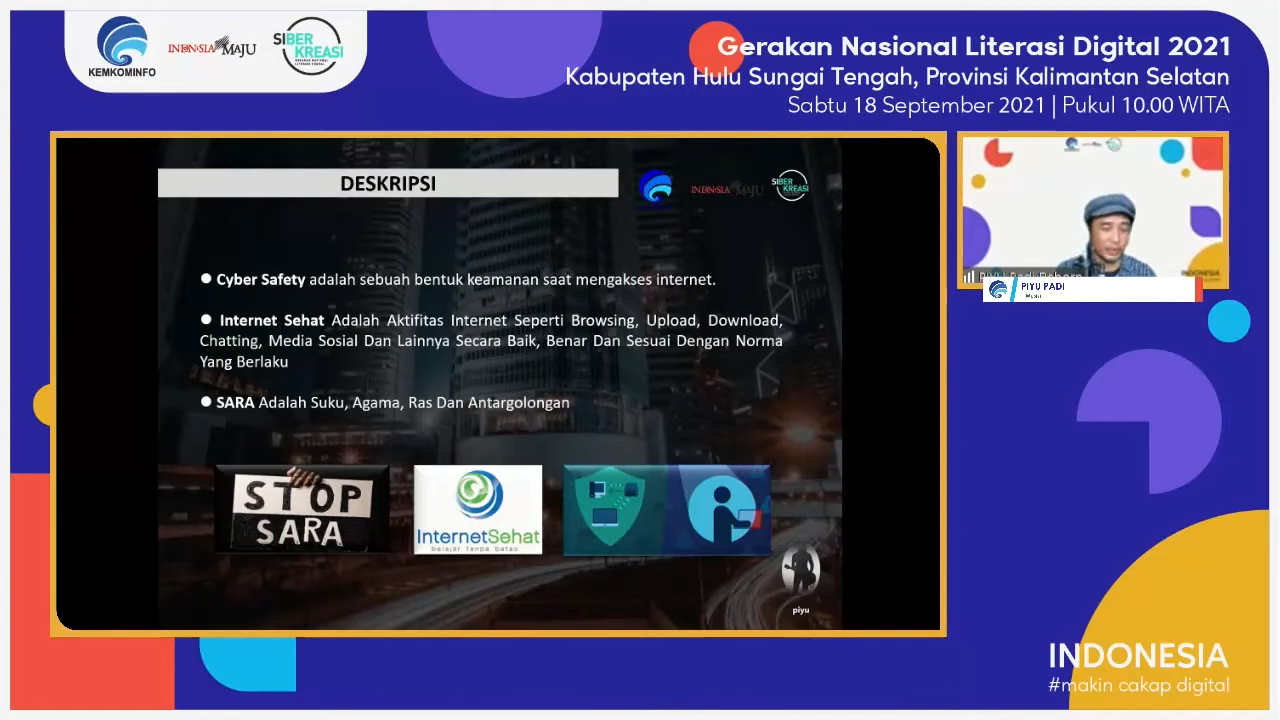 KEMKOMINFO
INDONESIA MAJU
SIBER
KREASI
Gerakan Nasional Literasi Digital 2021
Kabupaten Hulu Sungai Tengah, Provinsi Kalimantan Selatan
Sabtu 18 September 2021 | Pukul 10.00 WITA
DESKRIPSI
INDONESIA MAJU
SIBER
KREASI
● Cyber Safety adalah sebuah bentuk keamanan saat mengakses internet.
● Internet Sehat Adalah Aktifitas Internet Seperti Browsing, Upload, Download,
Chatting, Media Sosial Dan Lainnya Secara Baik, Benar Dan Sesuai Dengan Norma
Yang Berlaku
● SARA Adalah Suku, Agama, Ras Dan Antargolongan
STOP
SARA
InternetSehat
belajar tanpa batas
piyu
PIYU PADI
INDONESIA
#makin cakap digital